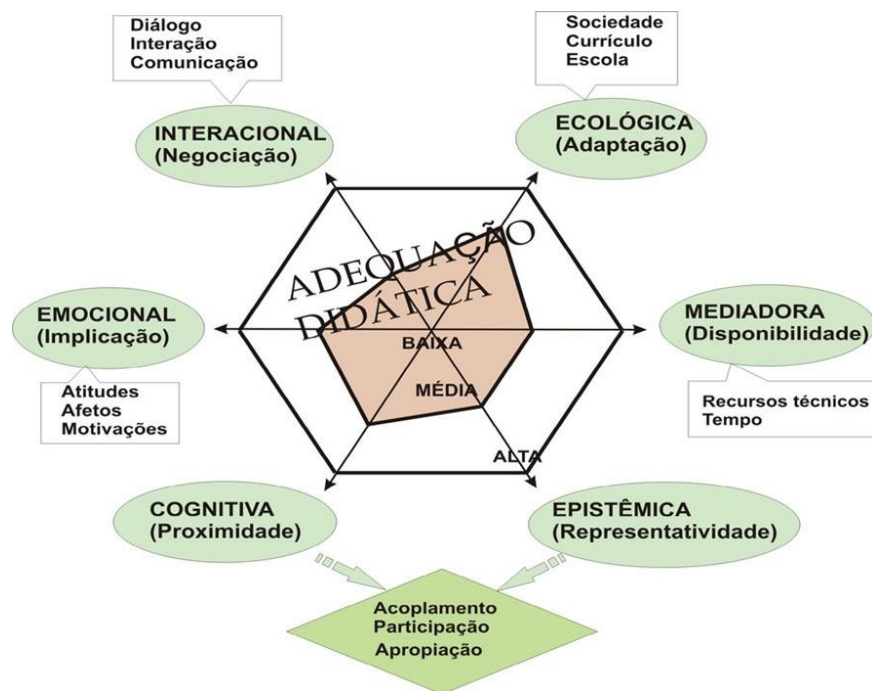 Diálogo
Interação
Comunicação
Sociedade
Currículo
Escola
INTERACIONAL
(Negociação)
ECOLÓGICA
(Adaptação)
ADEQUAÇÃO
DIDÁTICA
EMOCIONAL
(Implicação)
MEDIADORA
(Disponibilidade)
BAIXA
MÉDIA
ALTA
Atitudes
Afetos
Motivações
Recursos técnicos
Tempo
COGNITIVA
(Proximidade)
EPISTÊMICA
(Representatividade)
Acoplamento
Participação
Apropiação